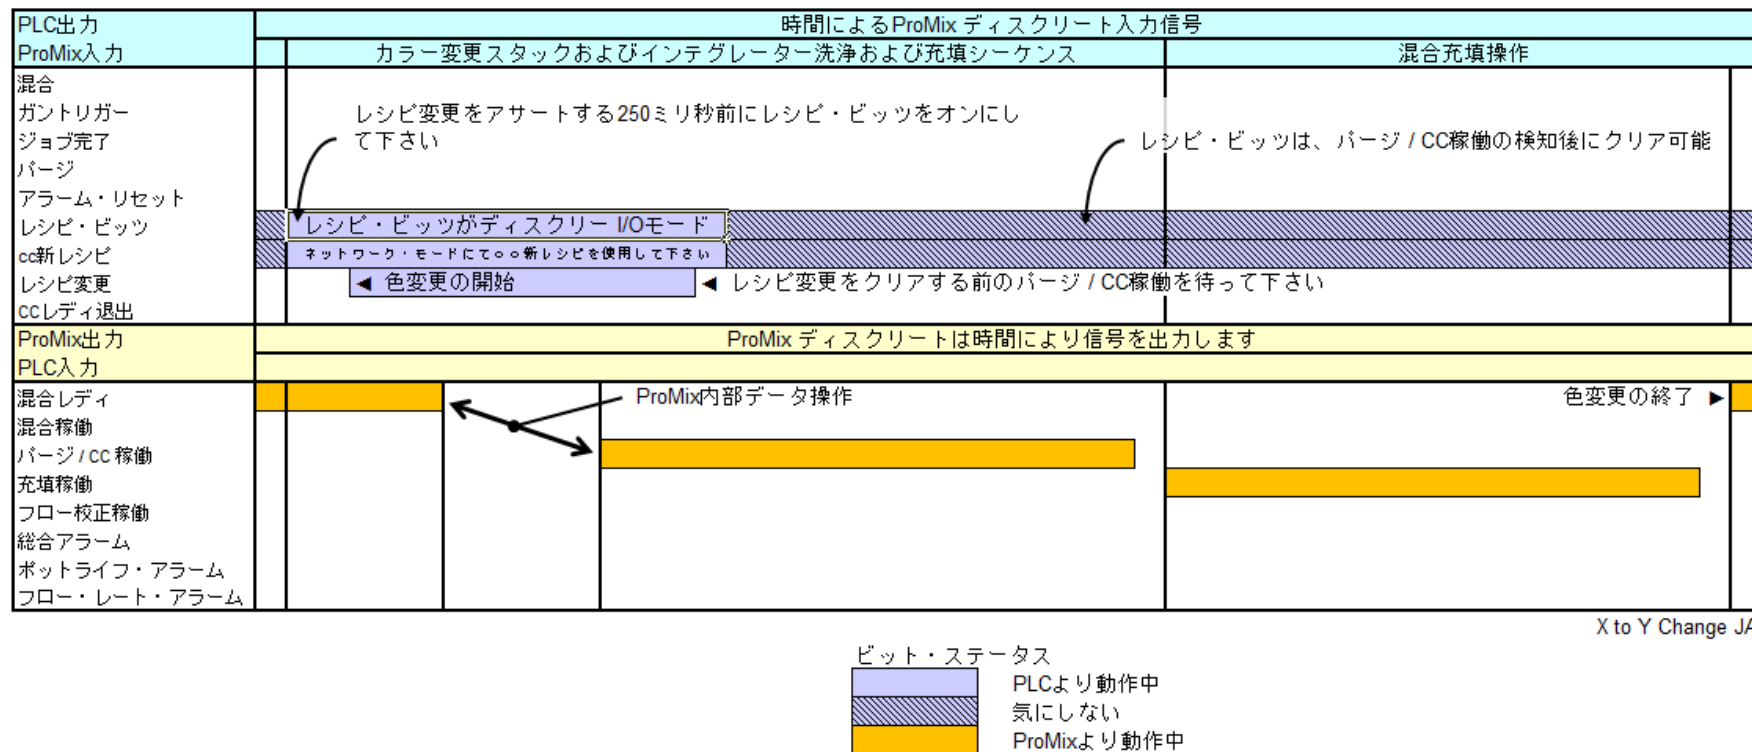 PLC出力
時間によるProMix ディスクリート入力信号
ProMix入力
カラー変更スタックおよびインテグレーター洗浄および充填シーケンス
混合充填操作
混合
ガントリガー
ジョブ完了
パージ
アラーム・リセット
レシピ・ビッツ
cc新レシピ
レシピ変更
ccレディ退出
レシピ変更をアサートする250ミリ秒前にレシピ・ビッツをオンにし
て下さい
レシピ・ビッツは、パージ / CC稼働の検知後にクリア可能
レシピ・ビッツがディスクリー I/Oモード
ネットワーク・モードにてoo新レシピを使用して下さい
◀ 色変更の開始
◀ レシピ変更をクリアする前のパージ / CC稼働を待って下さい
ProMix出力
ProMix ディスクリートは時間により信号を出力します
PLC入力
混合レディ
混合稼働
パージ / CC 稼働
充填稼働
フロー校正稼働
総合アラーム
ポットライフ・アラーム
フロー・レート・アラーム
ProMix内部データ操作
色変更の終了 ▶
X to Y Change JA
ビット・ステータス
PLCより動作中
気にしない
ProMixより動作中